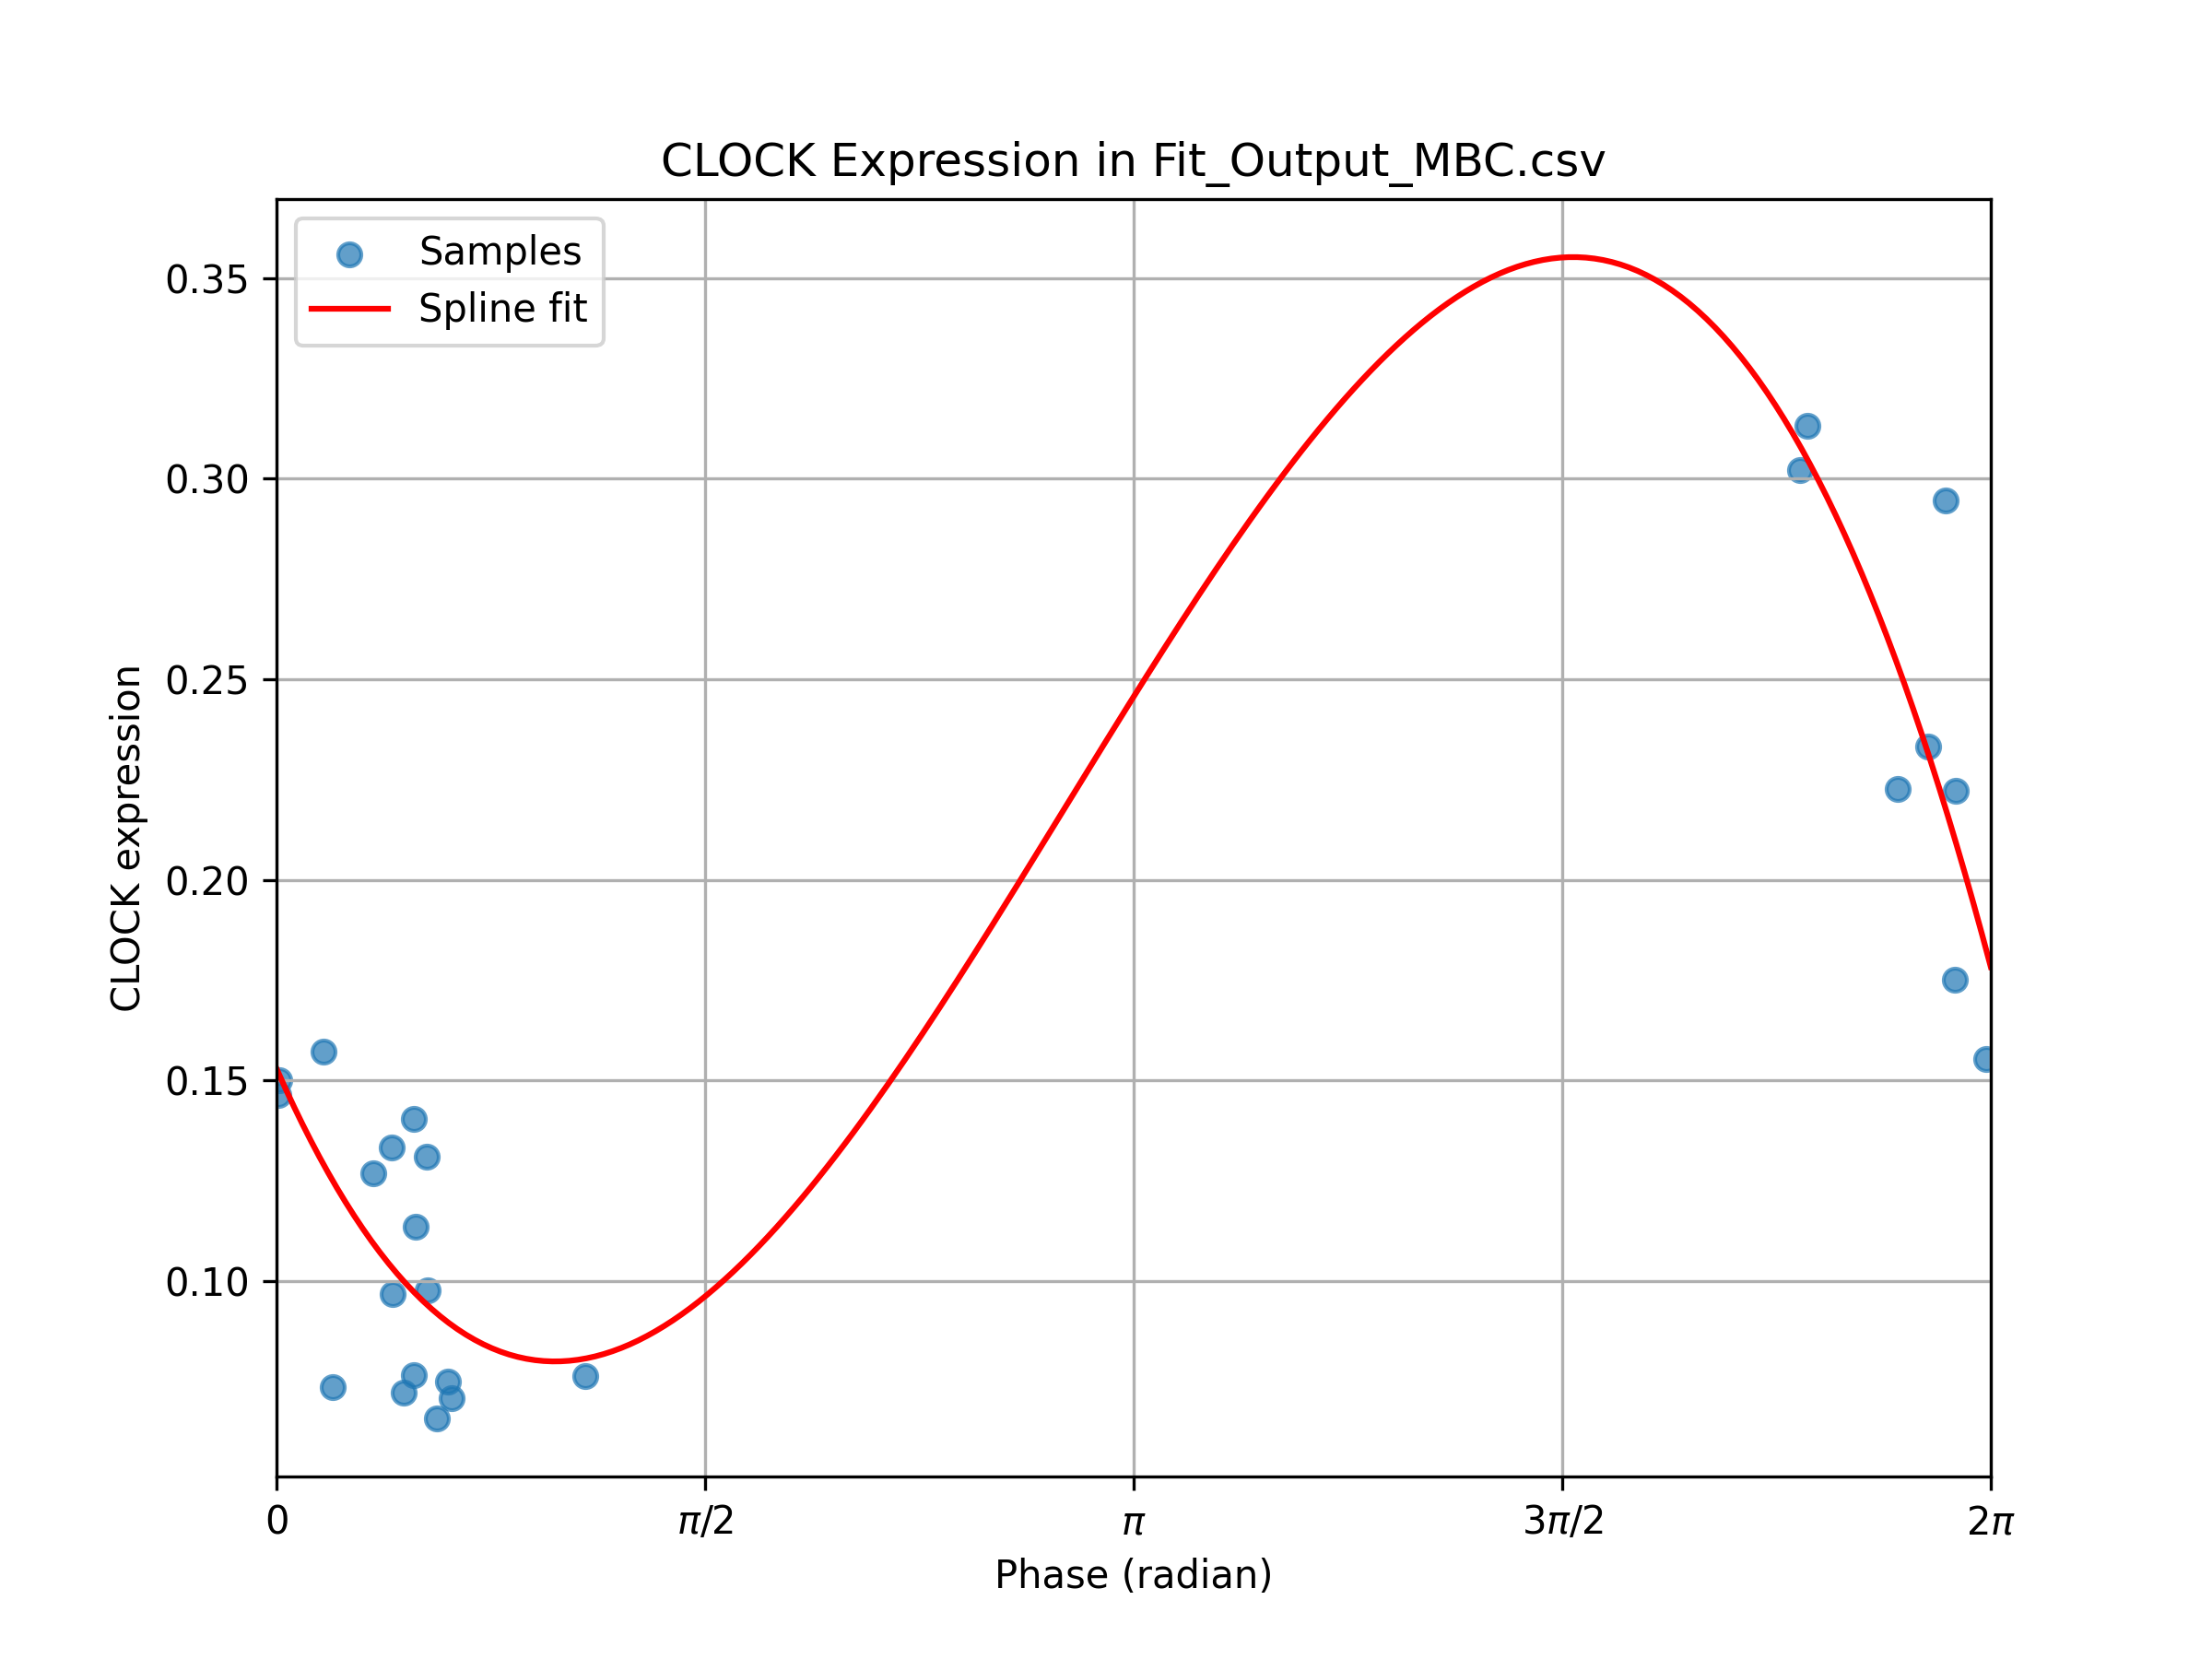 CLOCK Expression in Fit_Output_MBC.csv
Samples
Spline fit
0.35
0.30
0.25
0.20
0.15
0.10
CLOCK expression
0 π/2 π 3π/2 2π
Phase (radian)